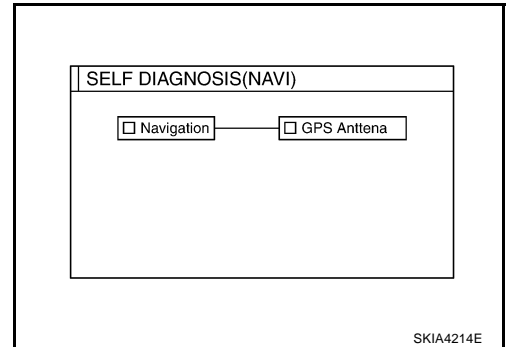 SELF DIAGNOSIS(NAVI)
Navigation
GPS Anttena
SKIA4214E